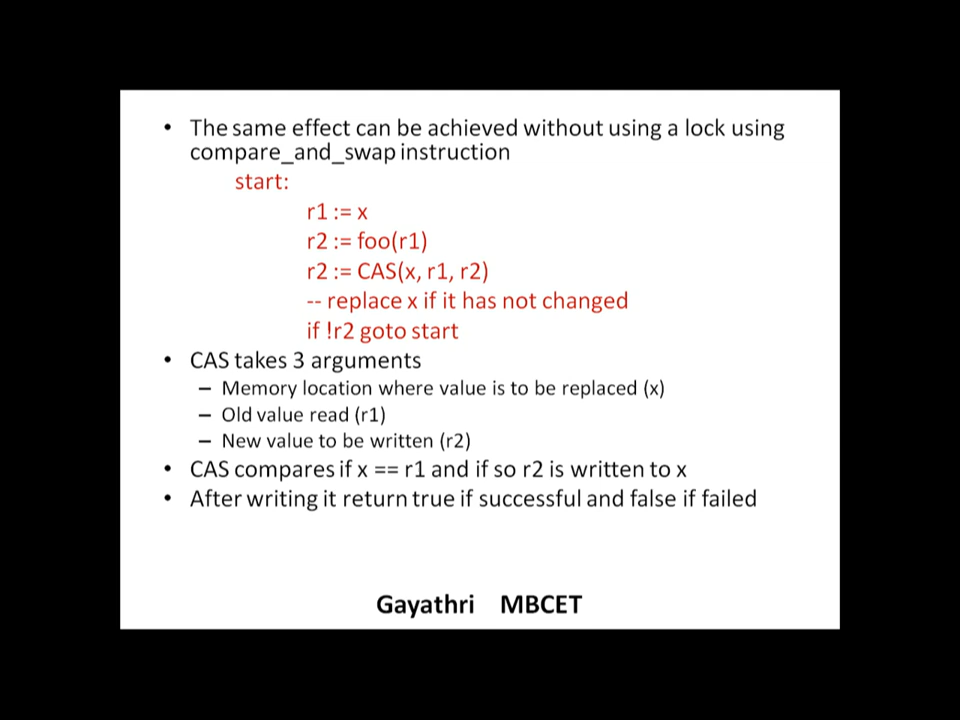 • The same effect can be achieved without using a lock using
compare_and_swap instruction
start:
r1 := x
r2 := foo(r1)
r2 := CAS(x, r1, r2)
-- replace x if it has not changed
if !r2 goto start
• CAS takes 3 arguments
– Memory location where value is to be replaced (x)
– Old value read (r1)
– New value to be written (r2)
• CAS compares if x == r1 and if so r2 is written to x
• After writing it return true if successful and false if failed
Gayathri MBCET